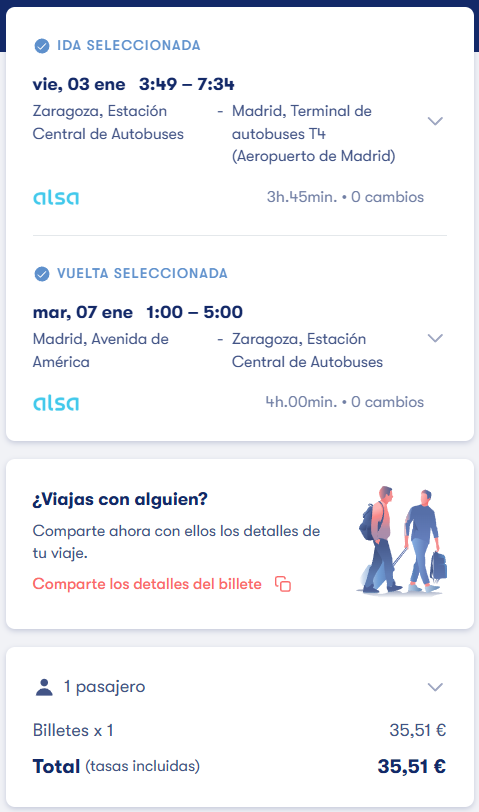 IDA SELECCIONADA
vie, 03 ene 3:49 – 7:34
Zaragoza, Estación Central de Autobuses - Madrid, Terminal de autobuses T4 (Aeropuerto de Madrid)
alsa 3h.45min. • 0 cambios
VUELTA SELECCIONADA
mar, 07 ene 1:00 – 5:00
Madrid, Avenida de América - Zaragoza, Estación Central de Autobuses
alsa 4h.00min. • 0 cambios
¿Viajas con alguien?
Comparte ahora con ellos los detalles de
tu viaje.
Comparte los detalles del billete
1 pasajero
Billetes x 1 35,51 €
Total (tasas incluidas) 35,51 €